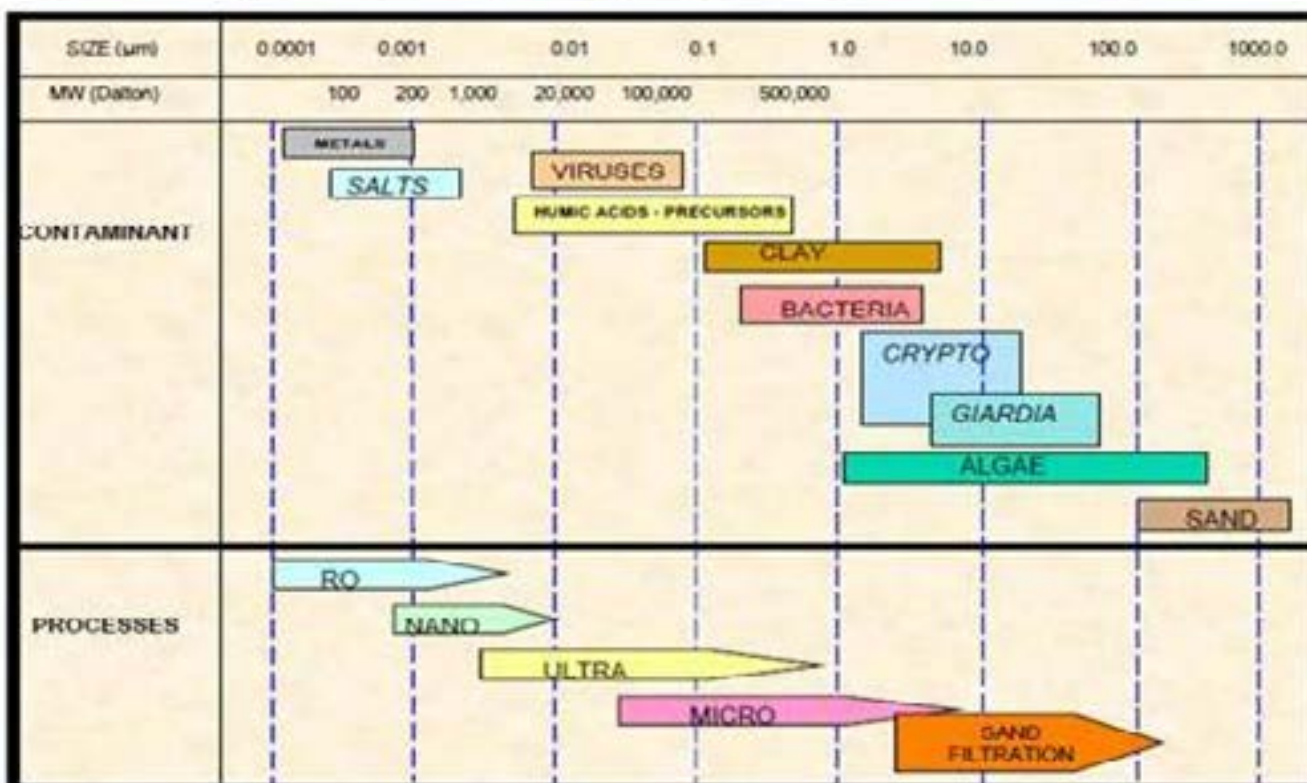 SIZE (µm) 0.0001 0.001 0.01 0.1 1.0 10.0 100.0 1000.0
MW (Dalton) 100 200 1,000 20,000 100,000 500,000
METALS
SALTS
VIRUSES
HUMIC ACIDS - PRECURSORS
CONTAMINANT
CLAY
BACTERIA
CRYPTO
GIARDIA
ALGAE
SAND
RO
NANO
PROCESSES
ULTRA
MICRO
SAND
FILTRATION